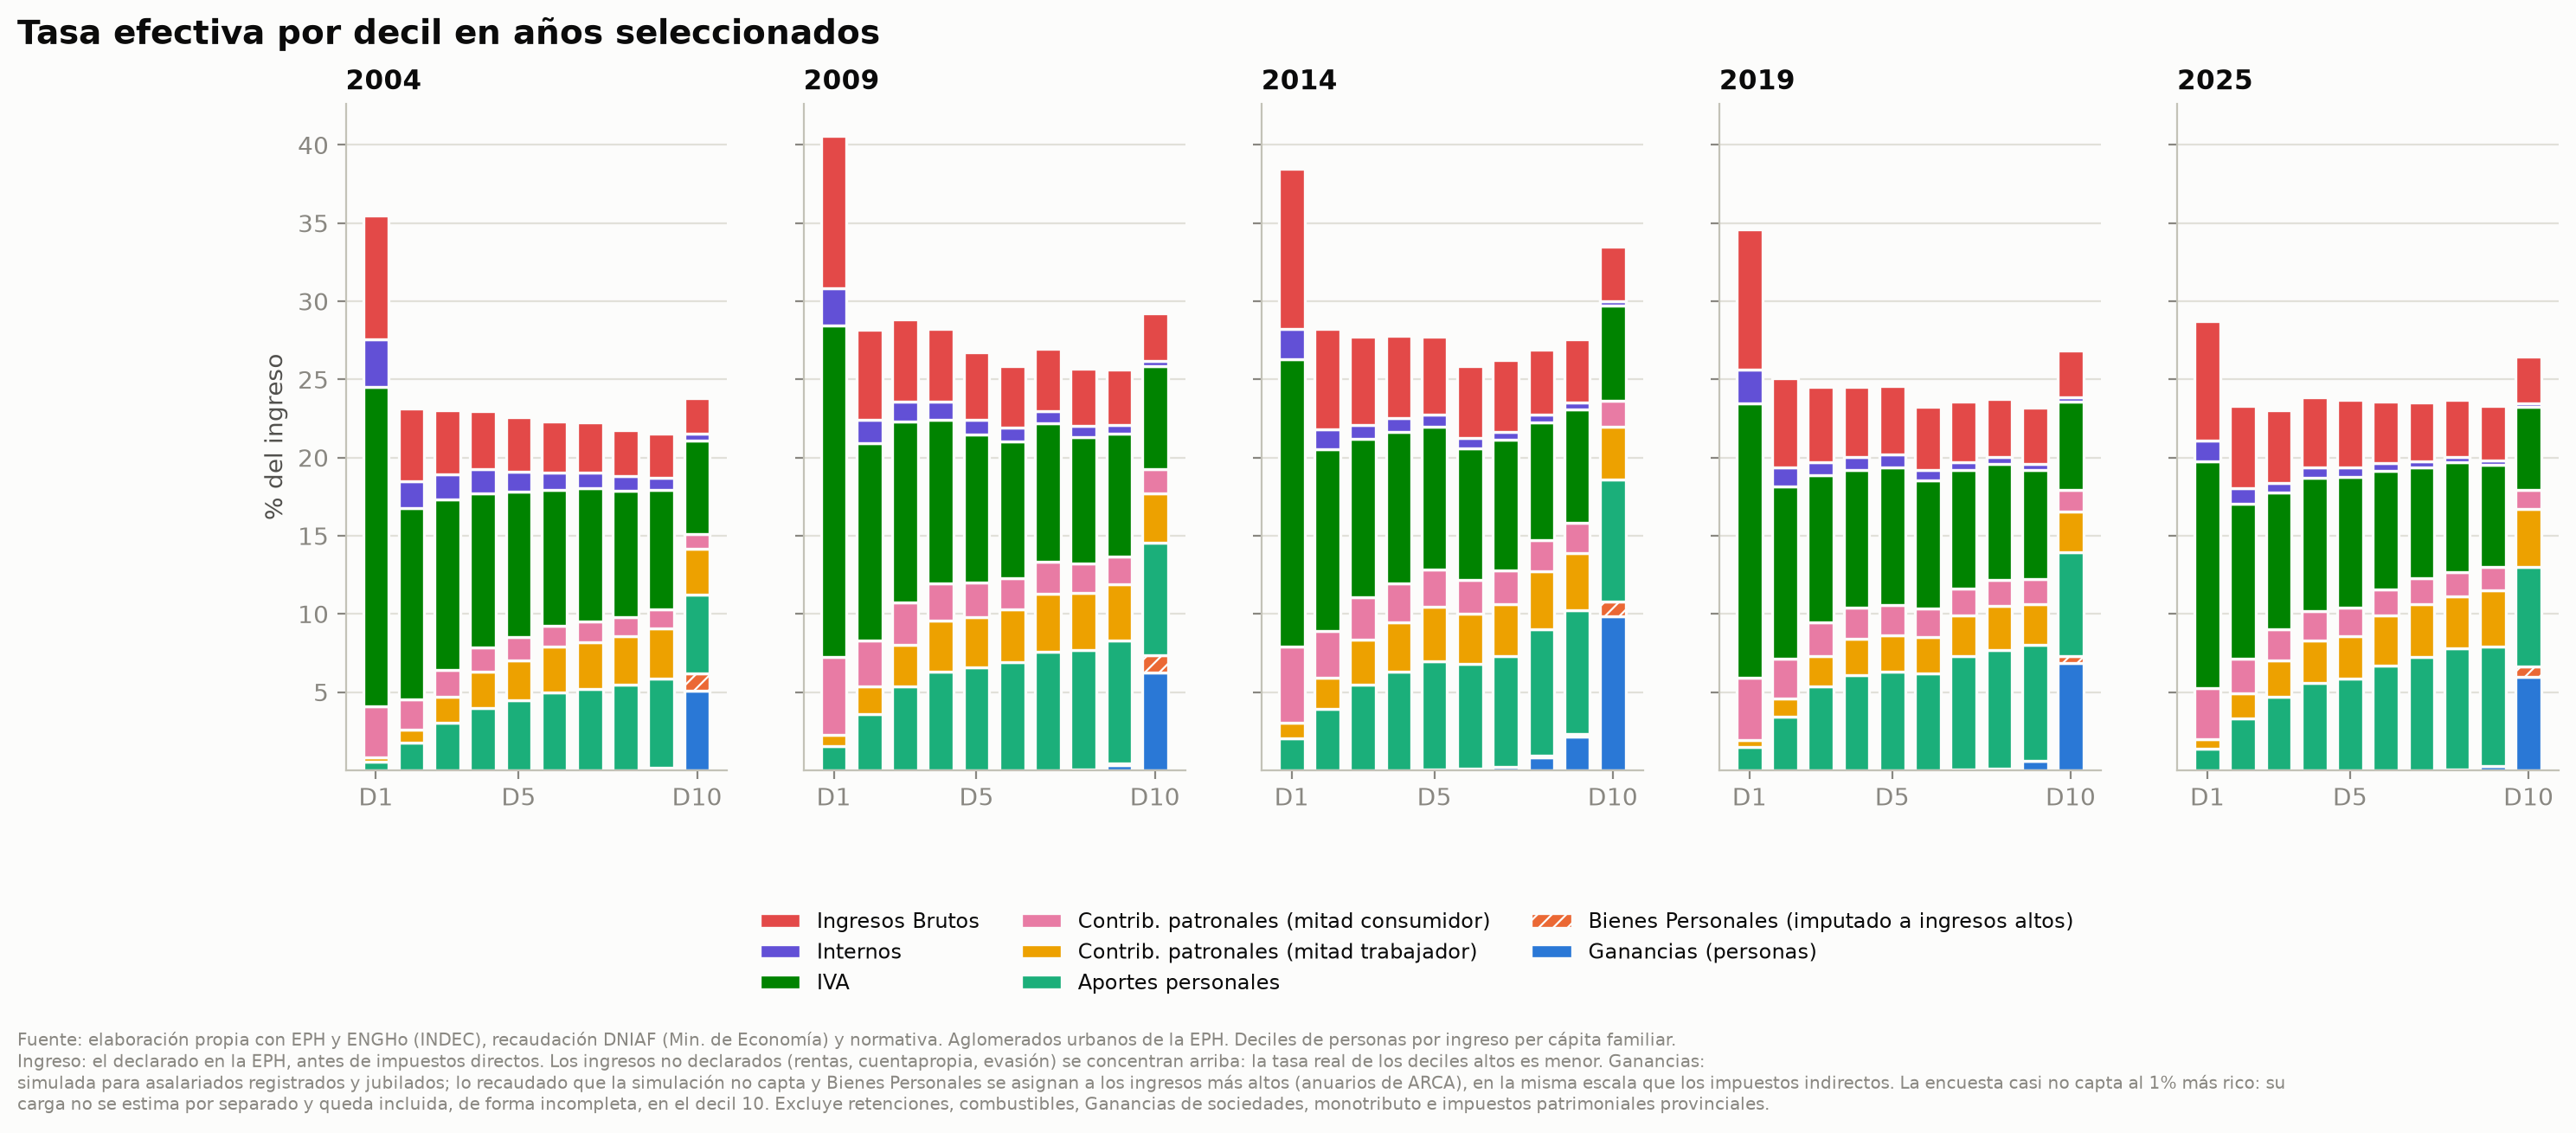 Tasa efectiva por decil en años seleccionados
2004
2009
2014
2019
2025
% del ingreso
40
35
30
25
20
15
10
5
D1 D5 D10
D1 D5 D10
D1 D5 D10
D1 D5 D10
D1 D5 D10
Ingresos Brutos
Internos
IVA
Contrib. patronales (mitad consumidor)
Contrib. patronales (mitad trabajador)
Aportes personales
Bienes Personales (imputado a ingresos altos)
Ganancias (personas)
Fuente: elaboración propia con EPH y ENGHo (INDEC), recaudación DNIAF (Min. de Economía) y normativa. Aglomerados urbanos de la EPH. Deciles de personas por ingreso per cápita familiar.
Ingreso: el declarado en la EPH, antes de impuestos directos. Los ingresos no declarados (rentas, cuentapropia, evasión) se concentran arriba: la tasa real de los deciles altos es menor. Ganancias:
simulada para asalariados registrados y jubilados; lo recaudado que la simulación no capta y Bienes Personales se asignan a los ingresos más altos (anuarios de ARCA), en la misma escala que los impuestos indirectos. La encuesta casi no capta al 1% más rico: su
carga no se estima por separado y queda incluida, de forma incompleta, en el decil 10. Excluye retenciones, combustibles, Ganancias de sociedades, monotributo e impuestos patrimoniales provinciales.